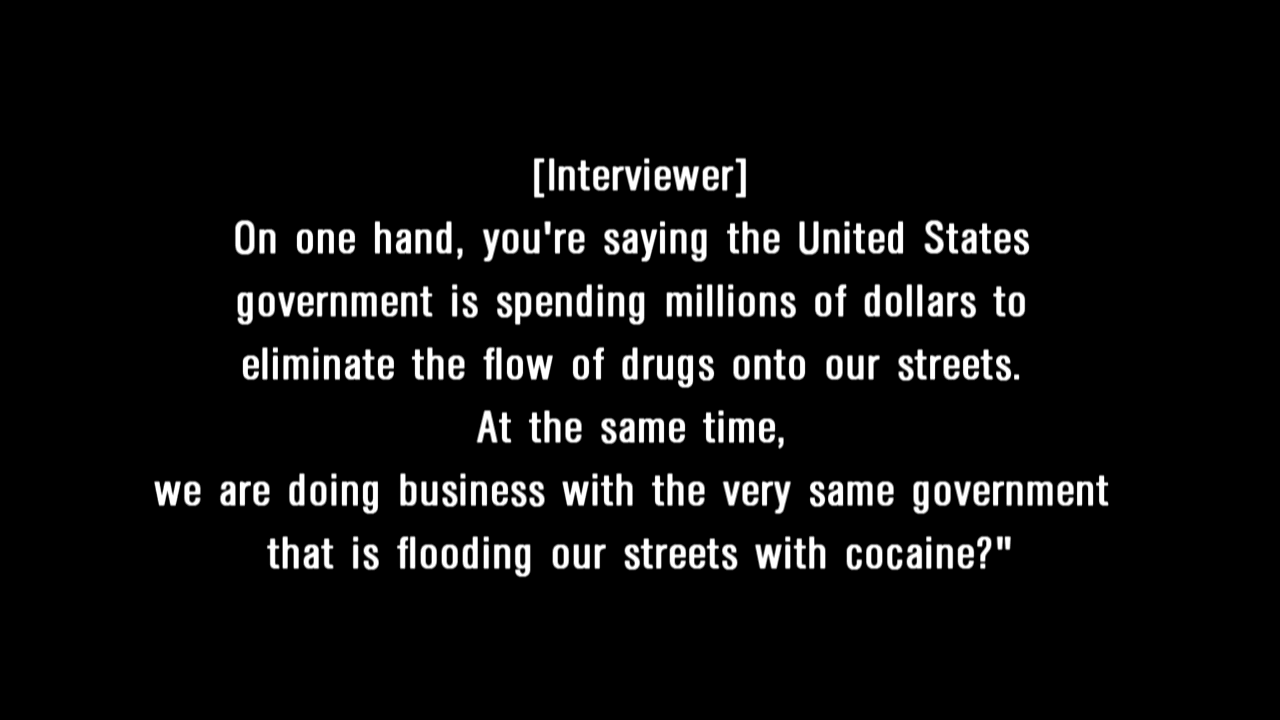 [Interviewer]
On one hand, you're saying the United States
government is spending millions of dollars to
eliminate the flow of drugs onto our streets.
At the same time,
we are doing business with the very same government
that is flooding our streets with cocaine?"